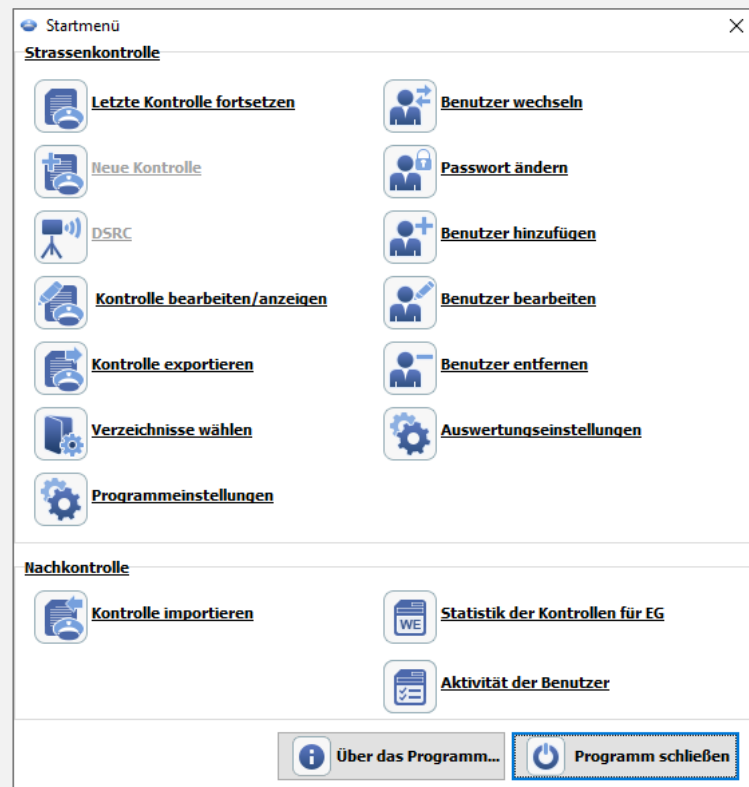 Startmenü
Strassenkontrolle
Letzte Kontrolle fortsetzen
Neue Kontrolle
DSRC
Kontrolle bearbeiten/anzeigen
Kontrolle exportieren
Verzeichnisse wählen
Programmeinstellungen
Benutzer wechseln
Passwort ändern
Benutzer hinzufügen
Benutzer bearbeiten
Benutzer entfernen
Auswertungseinstellungen
Nachkontrolle
Kontrolle importieren
WE
Statistik der Kontrollen für EG
Aktivität der Benutzer
Über das Programm...
Programm schließen